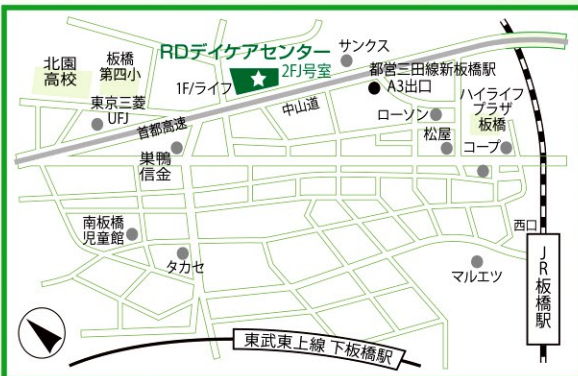 北園
高校
板橋
第四小
RDデイケアセンター
2FJ号室
1F/ライフ
サンクス
都営三田線新板橋駅
A3出口
東京三菱
UFJ
首都高速
中山道
ハイライフ
プラザ
板橋
ローソン
松屋
コープ
巣鴨
信金
南板橋
児童館
タカセ
マルエツ
西口
JR板橋駅
東武東上線 下板橋駅